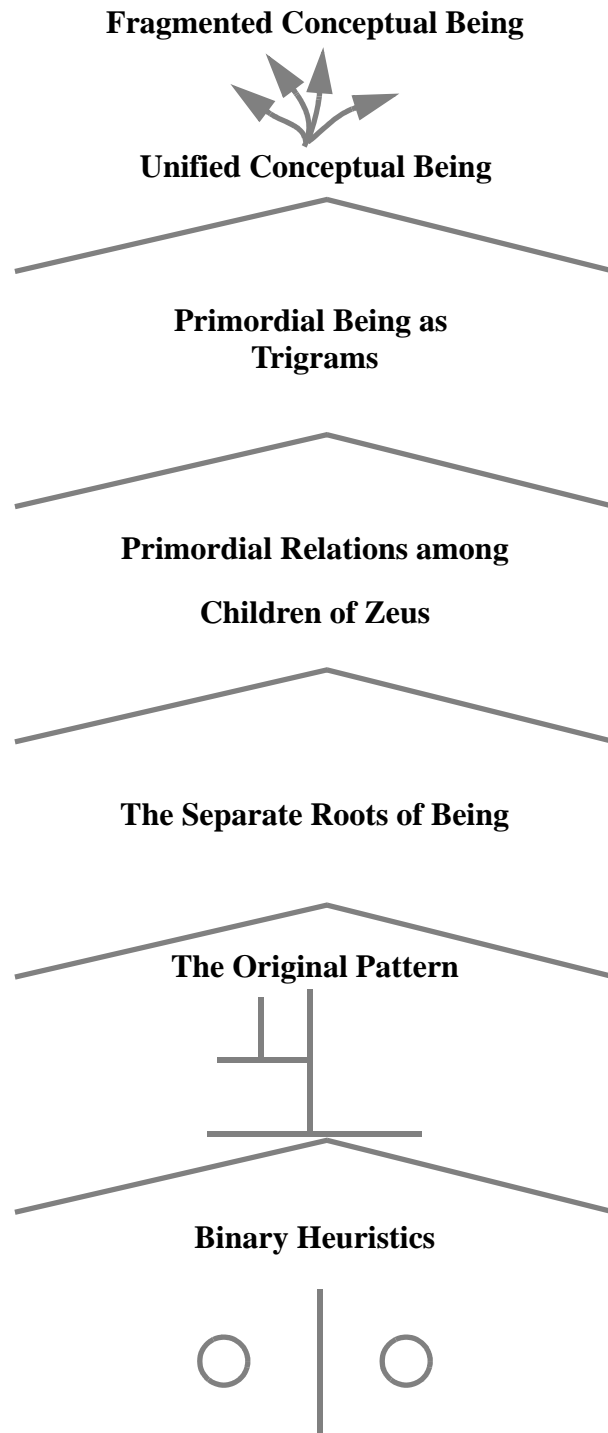 Fragmented Conceptual Being
Unified Conceptual Being
Primordial Being as
Trigrams
Primordial Relations among
Children of Zeus
The Separate Roots of Being
The Original Pattern
Binary Heuristics